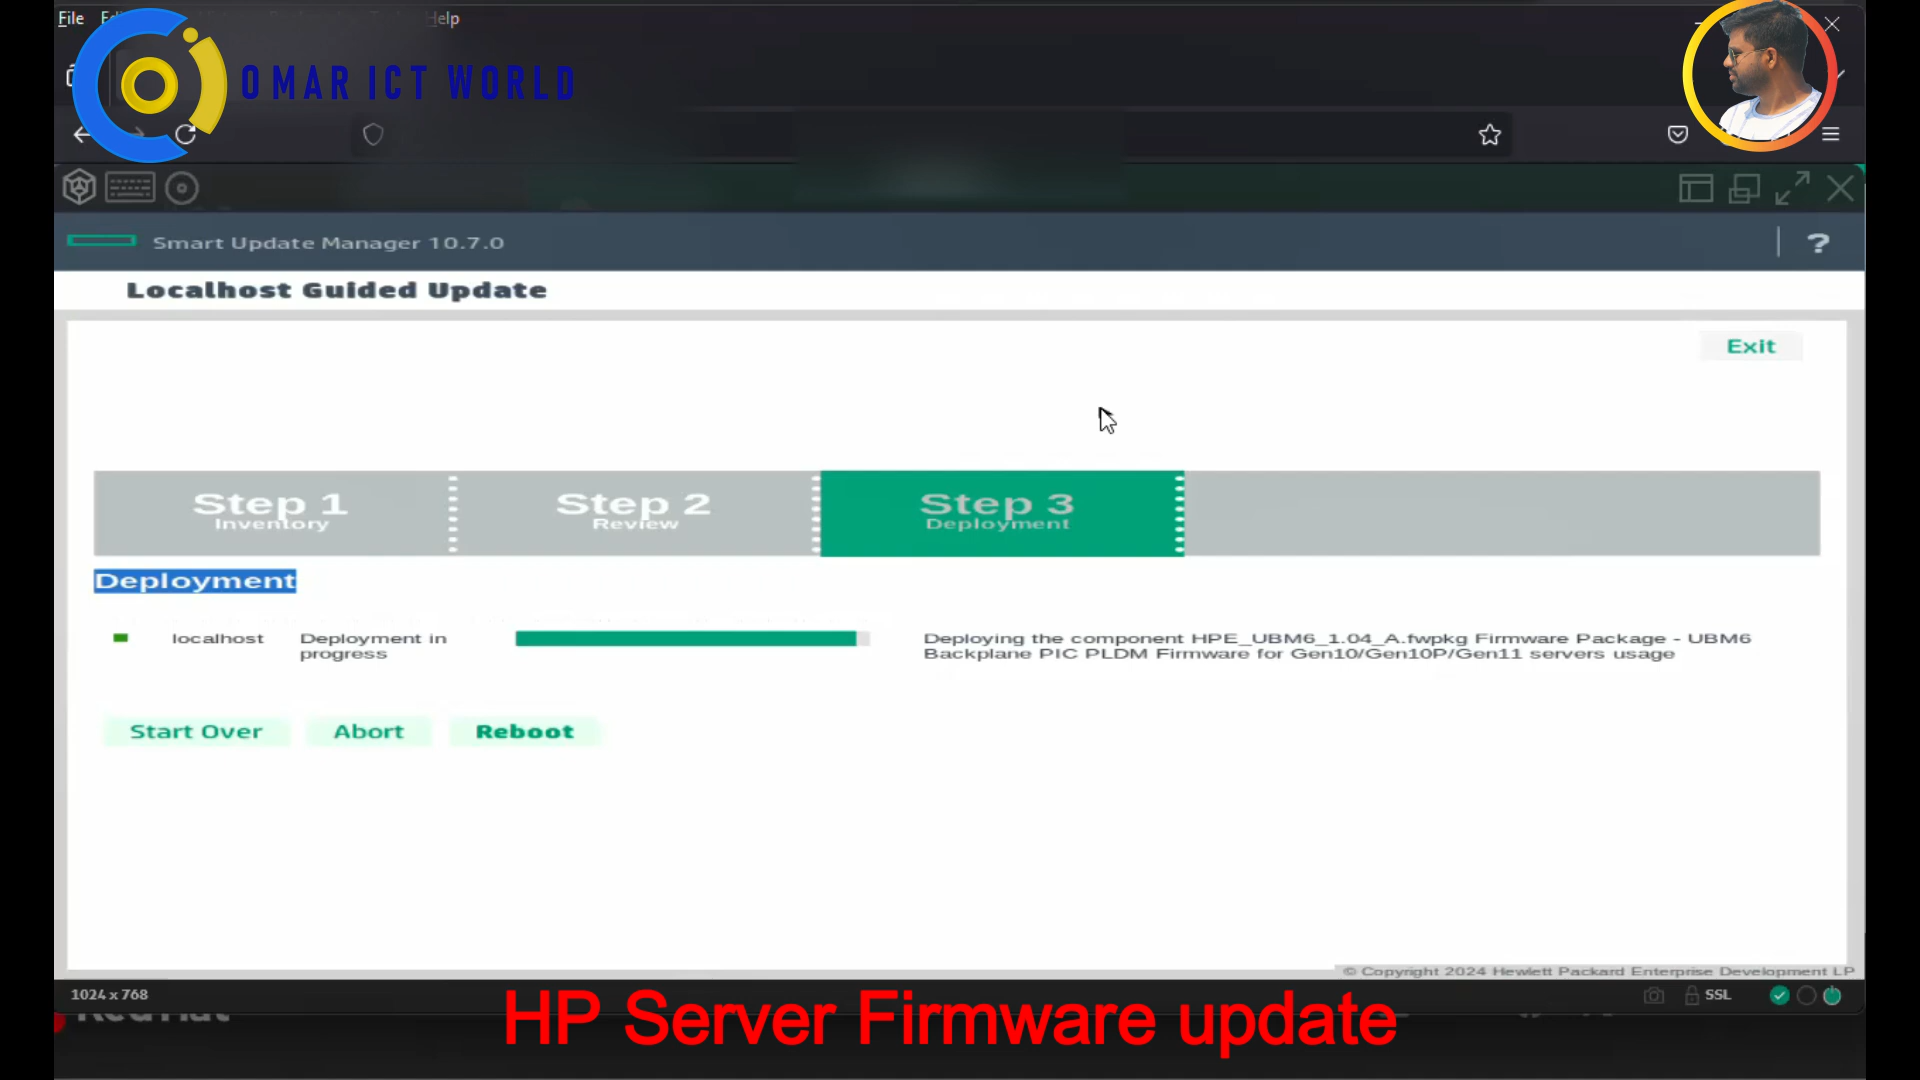 File
Help
OMAR ICT WORLD
Smart Update Manager 10.7.0
?
Localhost Guided Update
Exit
Step 1
Inventory
Step 2
Review
Step 3
Deployment
Deployment
localhost
Deployment in
progress
Deploying the component HPE_UBM6_1.04_A.fwpkg Firmware Package - UBM6
Backplane PIC PLDM Firmware for Gen10/Gen10P/Gen11 servers usage
Start Over
Abort
Reboot
© Copyright 2024 Hewlett Packard Enterprise Development LP
1024 x 768
SSL
HP Server Firmware update